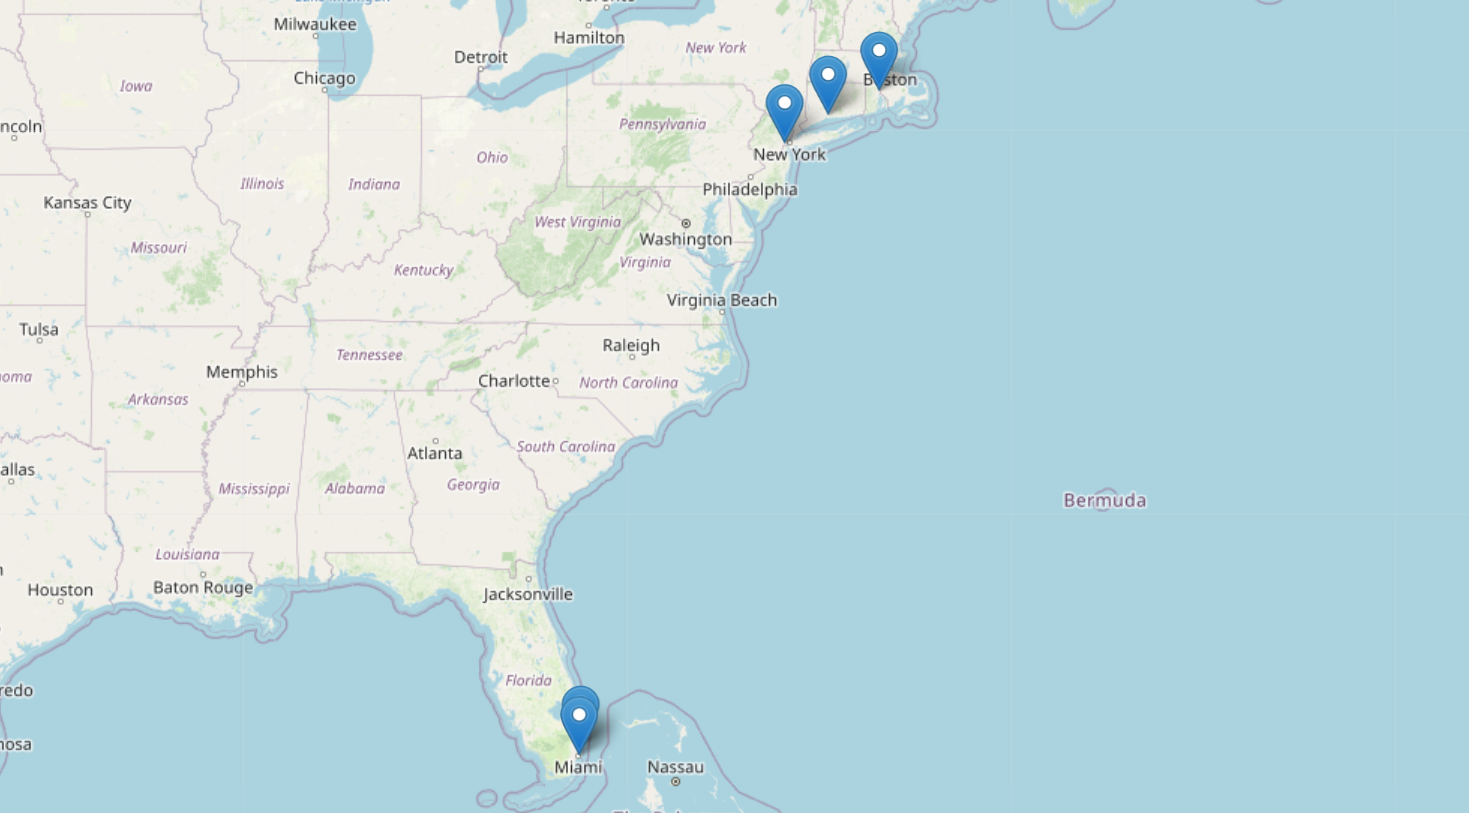 Milwaukee
Hamilton
New York
Detroit
Chicago
Boston
Iowa
Pennsylvania
ncoln
New York
Ohio
Illinois
Indiana
Philadelphia
Kansas City
West Virginia
Washington
Missouri
Virginia
Kentucky
Virginia Beach
Tulsa
Raleigh
Tennessee
Memphis
oma
Charlotte
North Carolina
Arkansas
South Carolina
Atlanta
allas
Georgia
Mississippi
Alabama
Bermuda
Louisiana
Houston
Baton Rouge
Jacksonville
Florida
redo
nosa
Miami
Nassau